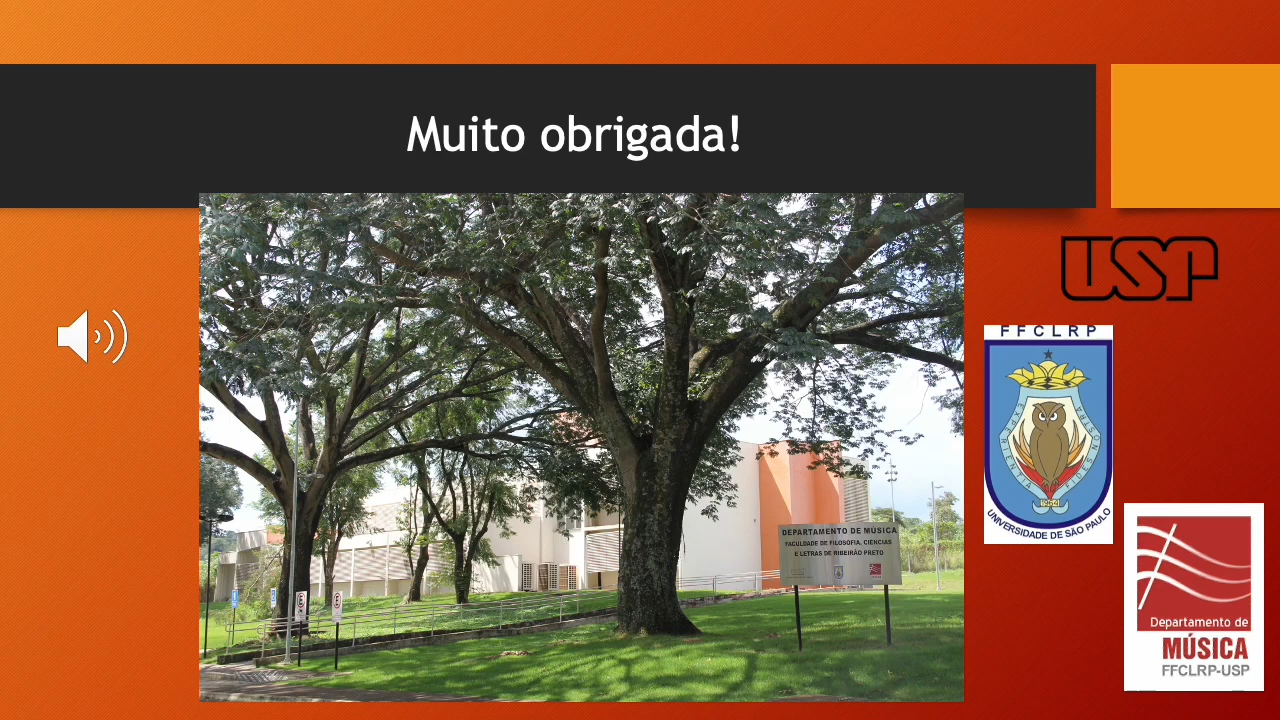 Muito obrigada!
USP
FFCLRP
1964
UNIVERSIDADE DE SÃO PAULO
DEPARTAMENTO DE MÚSICA
FACULDADE DE FILOSOFIA, CIÊNCIAS
E LETRAS DE RIBEIRÃO PRETO
Departamento de
MÚSICA
FFCLRP-USP